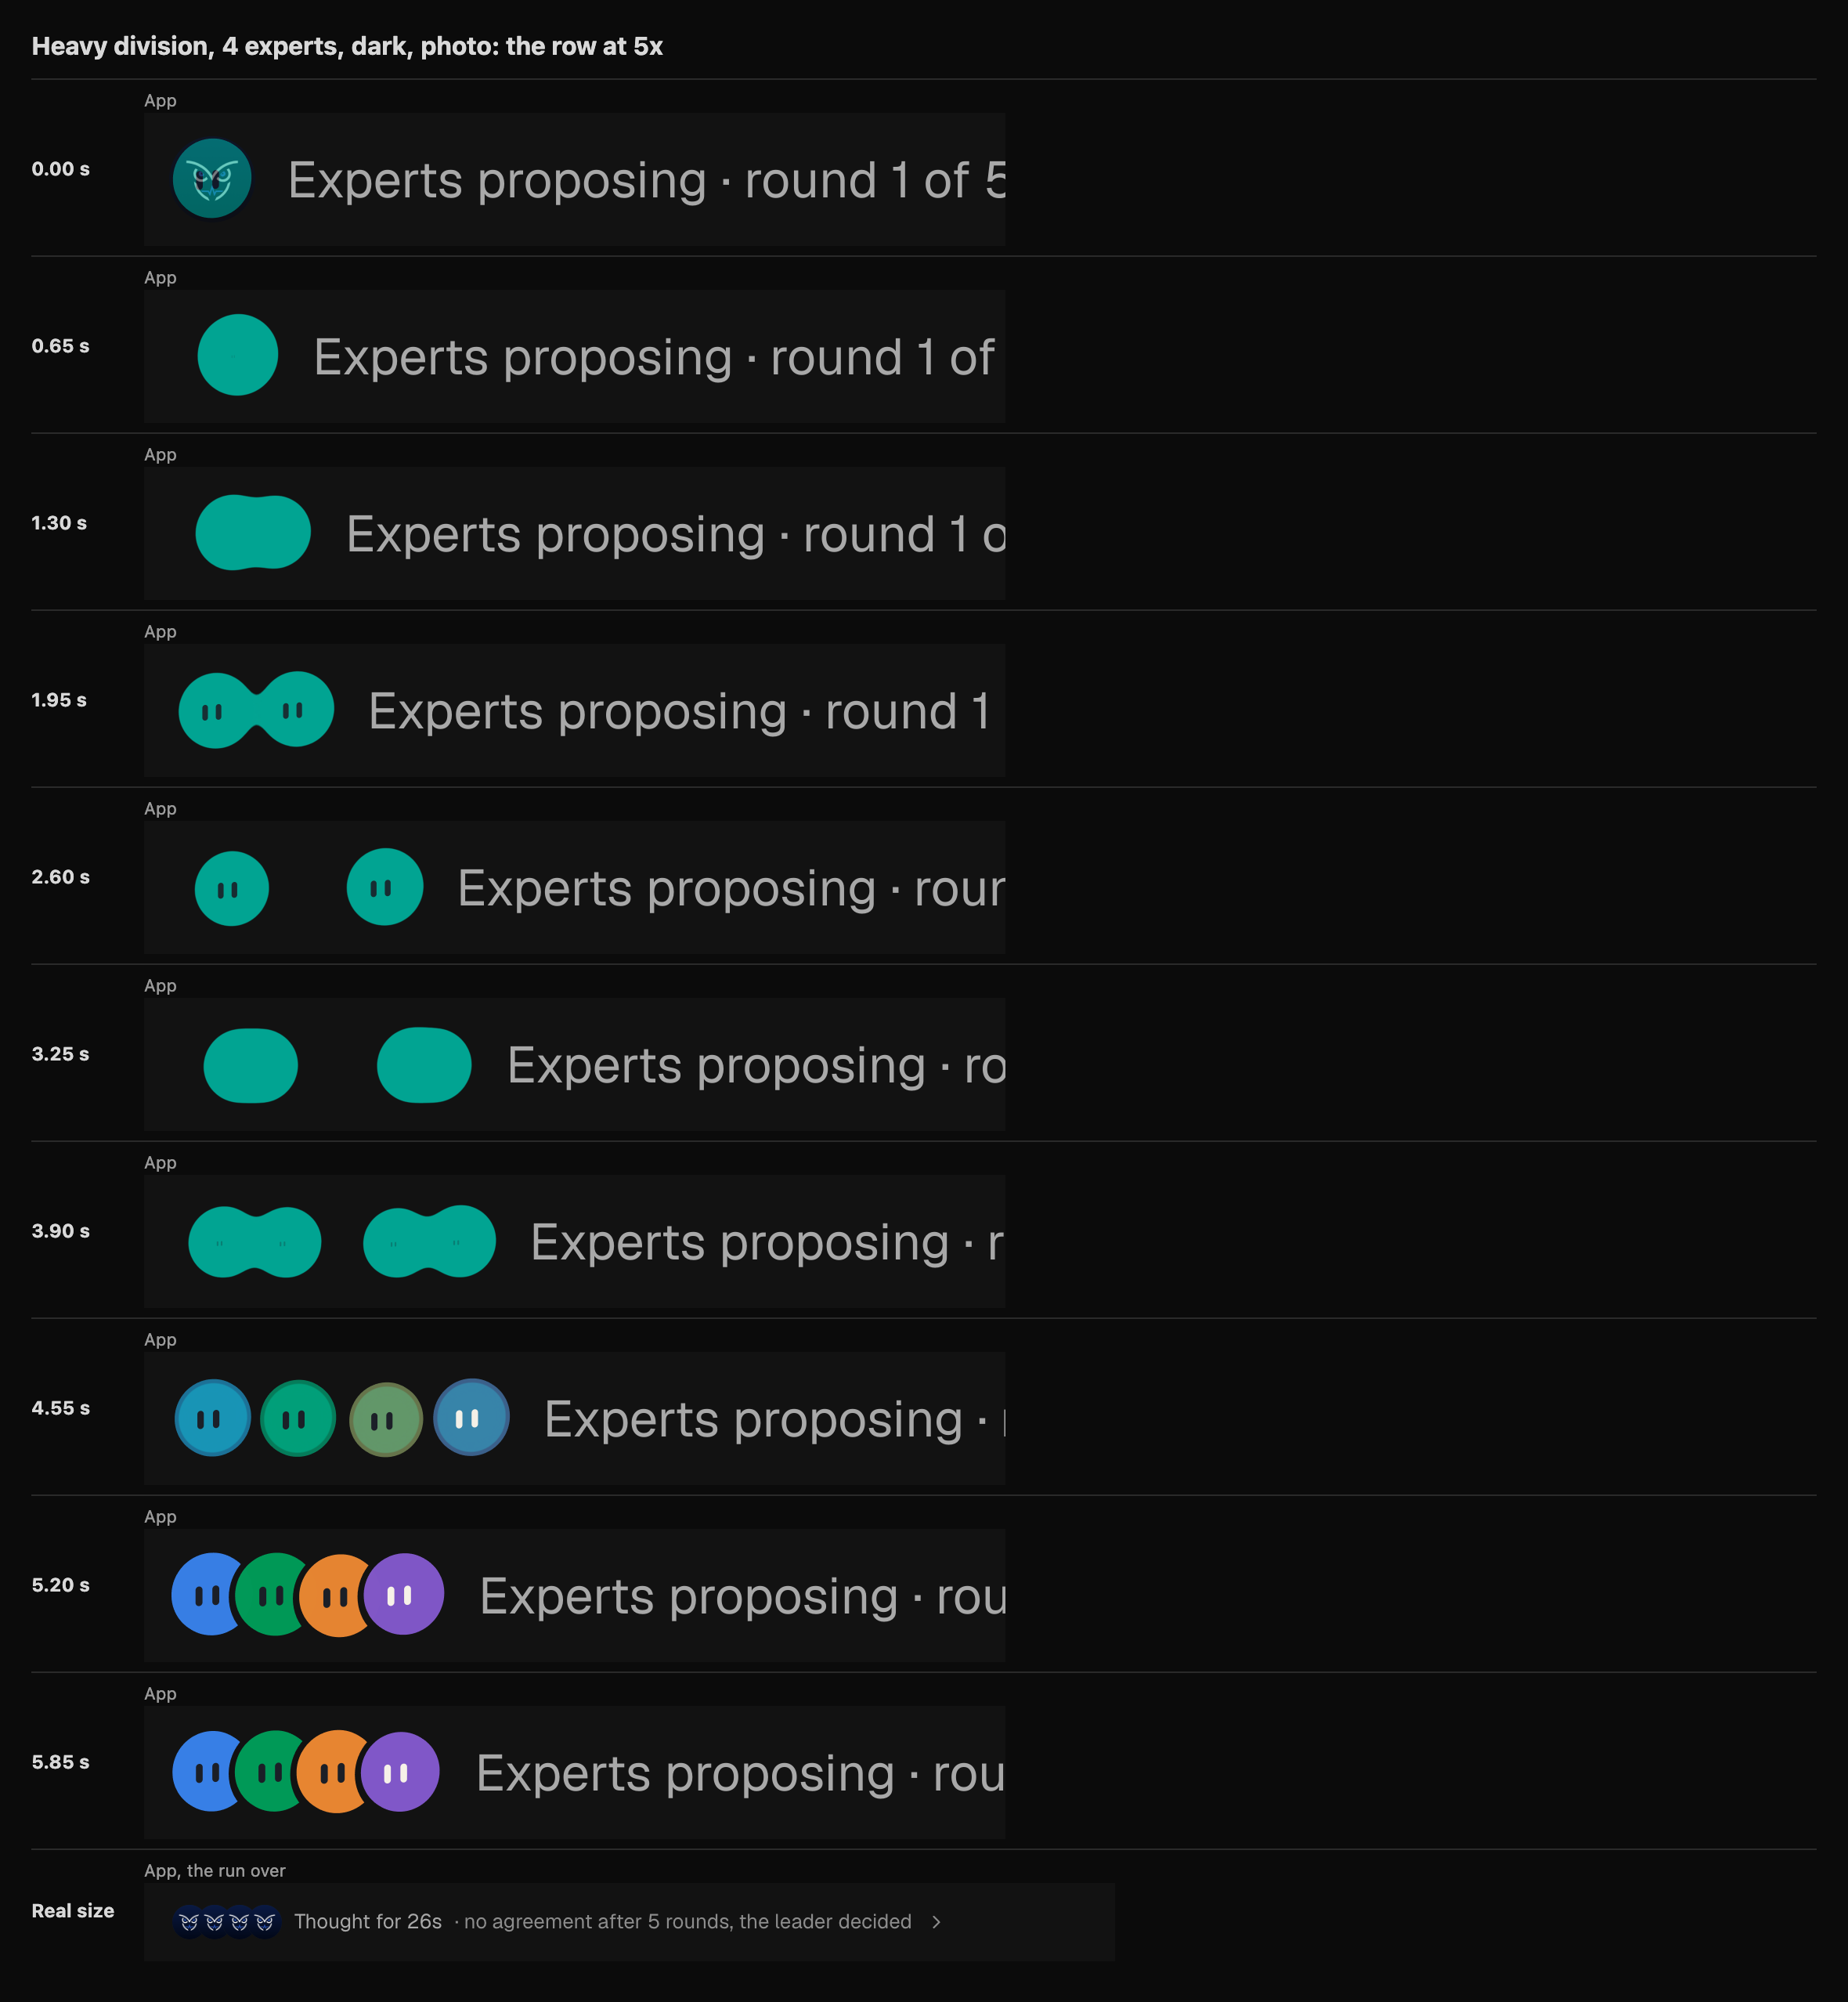 Heavy division, 4 experts, dark, photo: the row at 5x
App
0.00 s
Experts proposing · round 1 of 5
App
0.65 s
Experts proposing · round 1 of
App
1.30 s
Experts proposing · round 1 o
App
1.95 s
Experts proposing · round 1
App
2.60 s
Experts proposing · roun
App
3.25 s
Experts proposing · ro
App
3.90 s
Experts proposing · r
App
4.55 s
Experts proposing ·
App
5.20 s
Experts proposing · rou
App
5.85 s
Experts proposing · rou
App, the run over
Real size
Thought for 26s · no agreement after 5 rounds, the leader decided